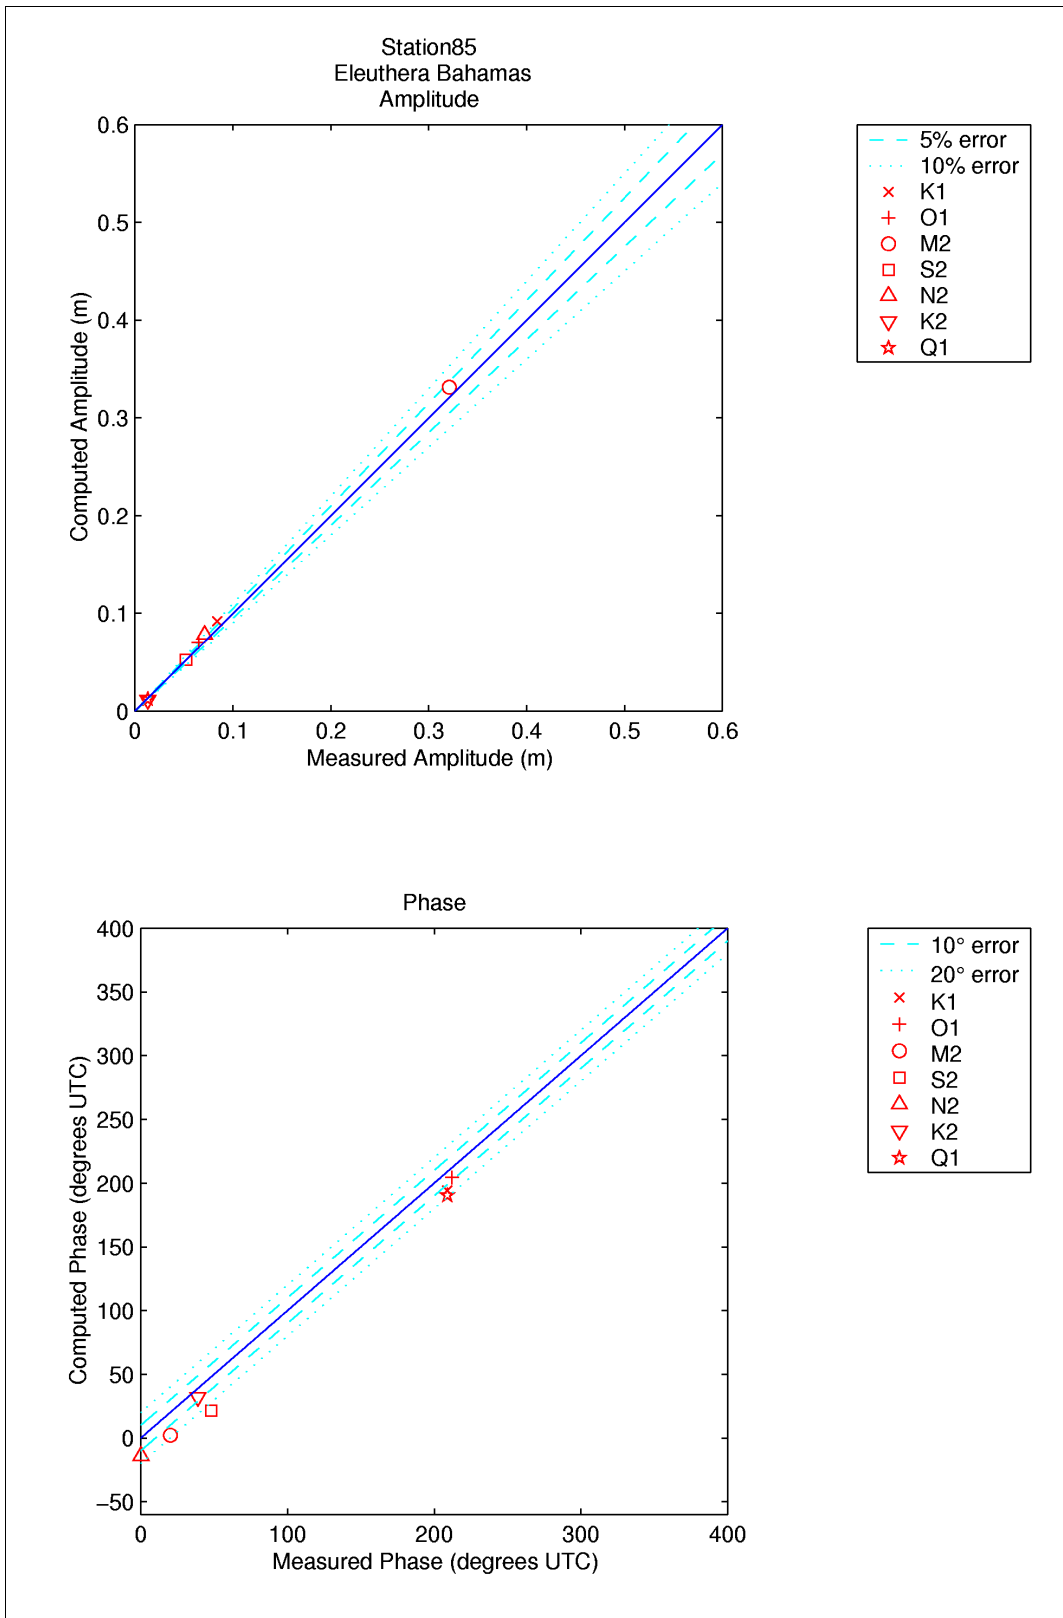 Station85
Eleuthera Bahamas
Amplitude
0.6
0.5
0.4
0.3
0.2
0.1
0
Computed Amplitude (m)
0 0.1 0.2 0.3 0.4 0.5 0.6
Measured Amplitude (m)
5% error
10% error
K1
O1
M2
S2
N2
K2
Q1
Phase
400
350
300
250
200
150
100
50
0
−50
Computed Phase (degrees UTC)
0 100 200 300 400
Measured Phase (degrees UTC)
10° error
20° error
K1
O1
M2
S2
N2
K2
Q1